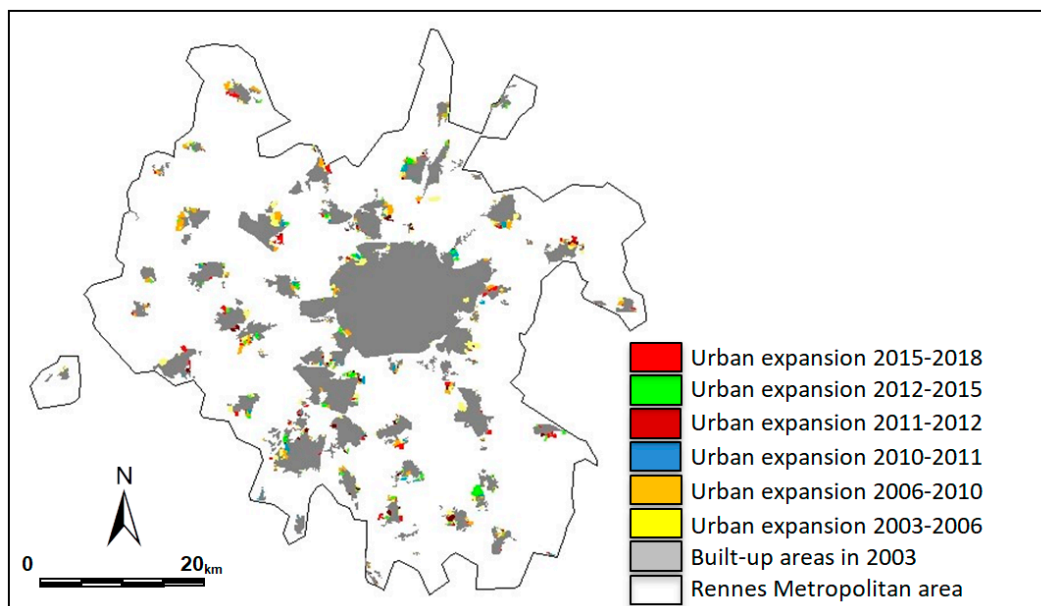 Urban expansion 2015-2018
Urban expansion 2012-2015
Urban expansion 2011-2012
Urban expansion 2010-2011
Urban expansion 2006-2010
Urban expansion 2003-2006
Built-up areas in 2003
Rennes Metropolitan area
N
0 20km